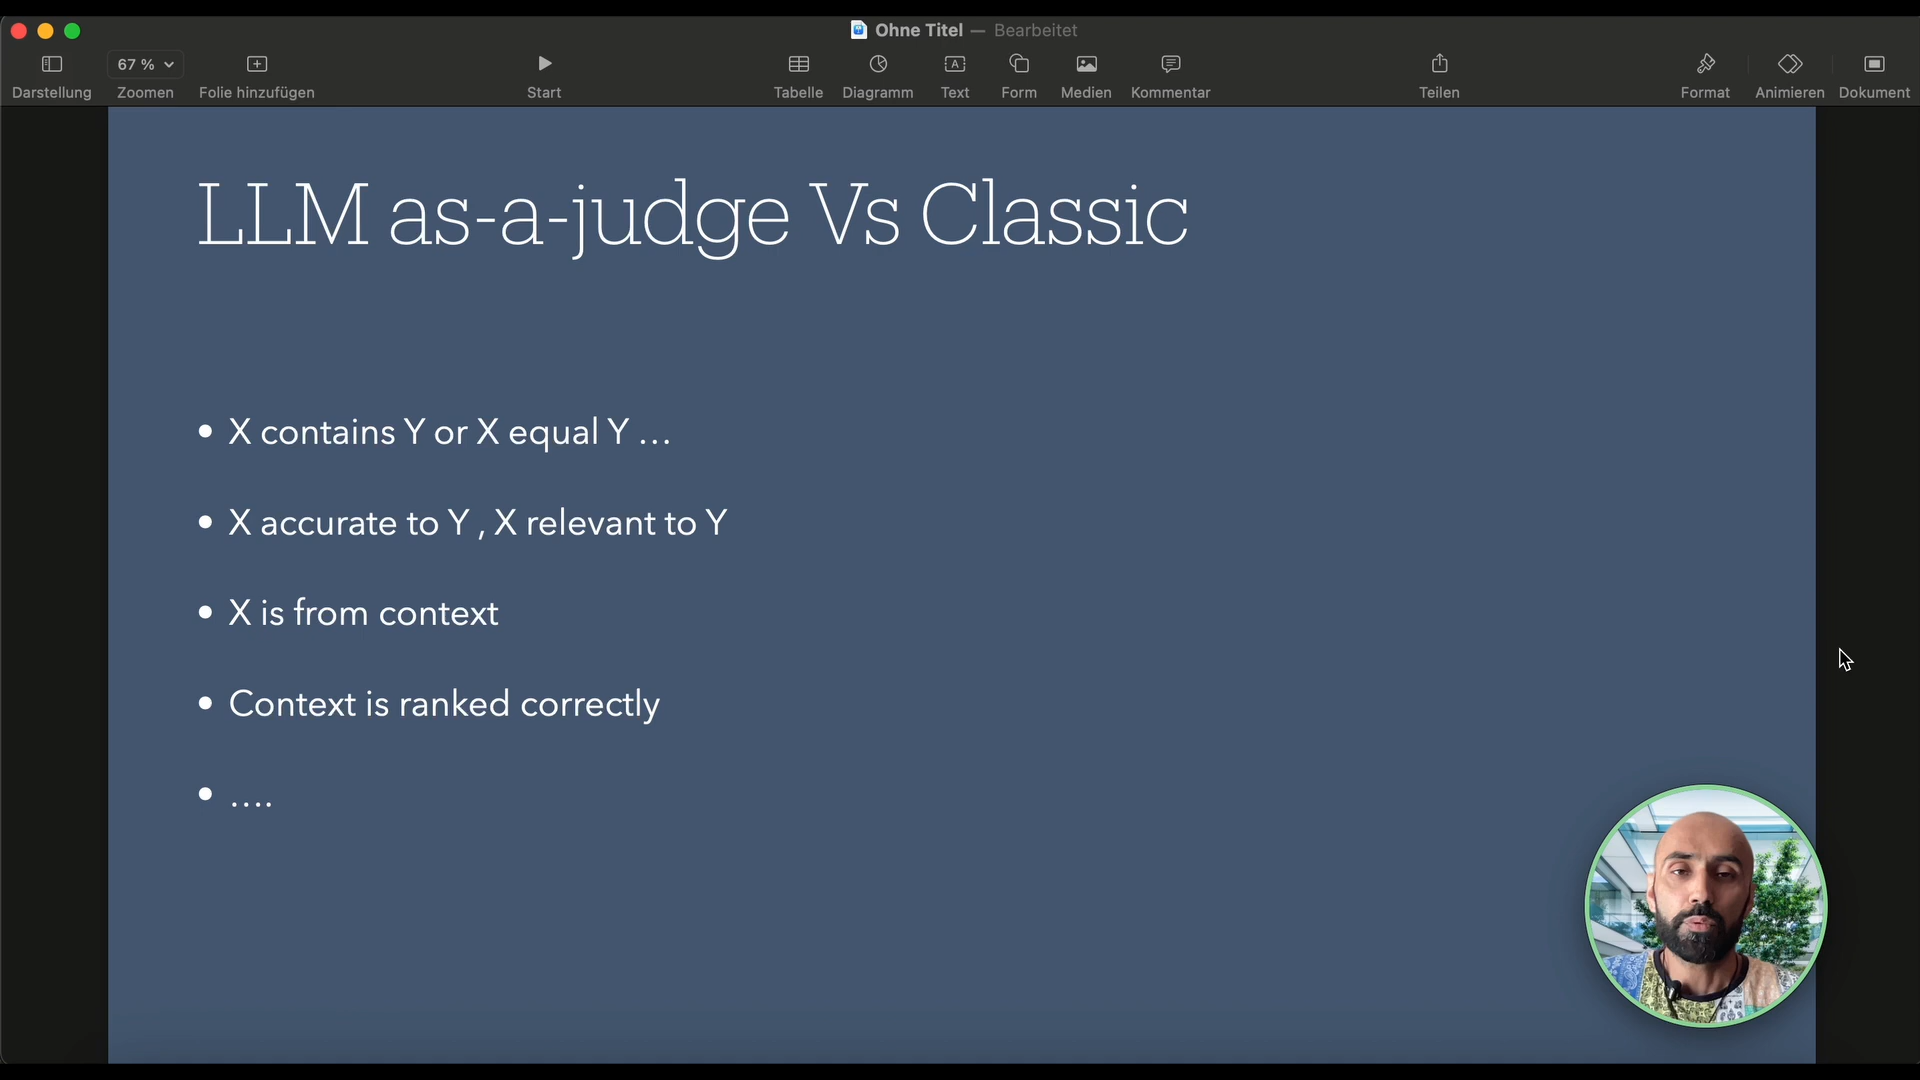 Ohne Titel — Bearbeitet
67 %
Darstellung Zoomen Folie hinzufügen Start Tabelle Diagramm Text Form Medien Kommentar Teilen Format Animieren Dokument
LLM as-a-judge Vs Classic
• X contains Y or X equal Y …
• X accurate to Y , X relevant to Y
• X is from context
• Context is ranked correctly
• ….